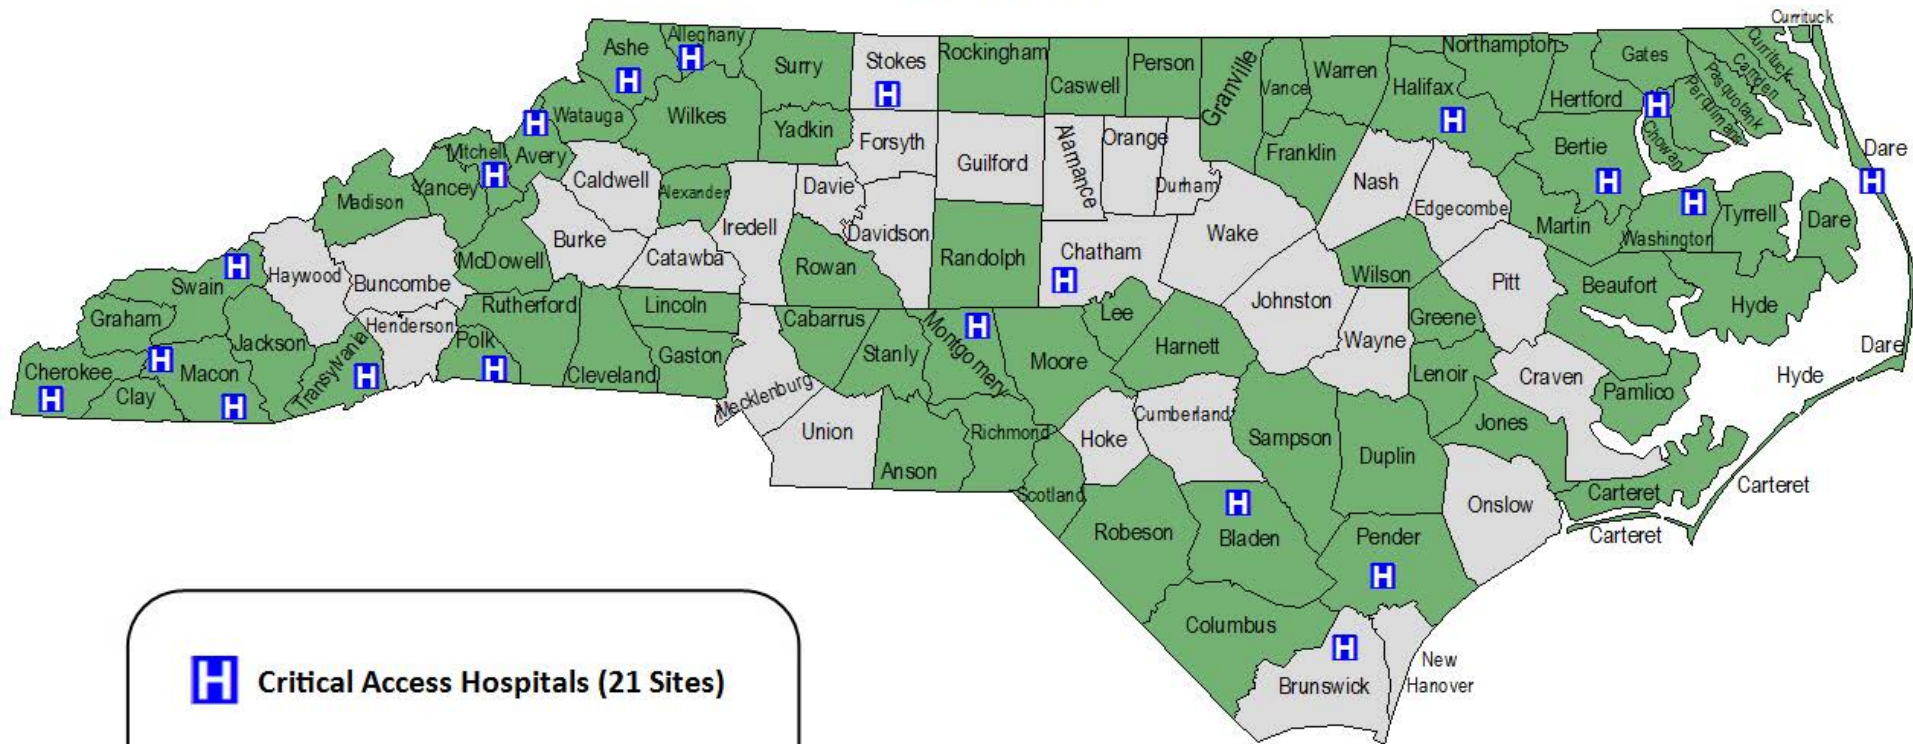 Currituck
Ashe
Alleghany
Surry
Stokes
H
Rockingham
Caswell
Person
Granville
Vance
Warren
Halifax
H
Northampton
Hertford
Gates
H
Currituck
Camden
Pasquotank
Perquimans
Chowan
H
H
H
Watauga
Wilkes
Yadkin
Forsyth
Guilford
Alamance
Orange
Durham
Franklin
Nash
Edgecombe
Bertie
H
Martin
Washington
H
Tyrrell
Dare
Dare
H
Mitchell
H
Avery
Yancey
Madison
Caldwell
Alexander
Iredell
Davie
Davidson
Randolph
Chatham
H
Wake
Johnston
Wilson
Pitt
Beaufort
Hyde
Swain
H
Haywood
Buncombe
McDowell
Burke
Catawba
Rowan
Graham
Jackson
Henderson
Rutherford
Lincoln
Cabarrus
Stanly
Montgomery
H
Moore
Lee
Harnett
Wayne
Greene
Lenoir
Craven
Pamlico
Dare
Hyde
Cherokee
H
Clay
H
Macon
H
Transylvania
H
Polk
H
Cleveland
Gaston
Mecklenburg
Union
Anson
Richmond
Scotland
Hoke
Cumberland
Sampson
Duplin
Jones
Onslow
Carteret
Carteret
Carteret
Robeson
H
Bladen
Pender
H
Columbus
H
Brunswick
New
Hanover
H Critical Access Hospitals (21 Sites)